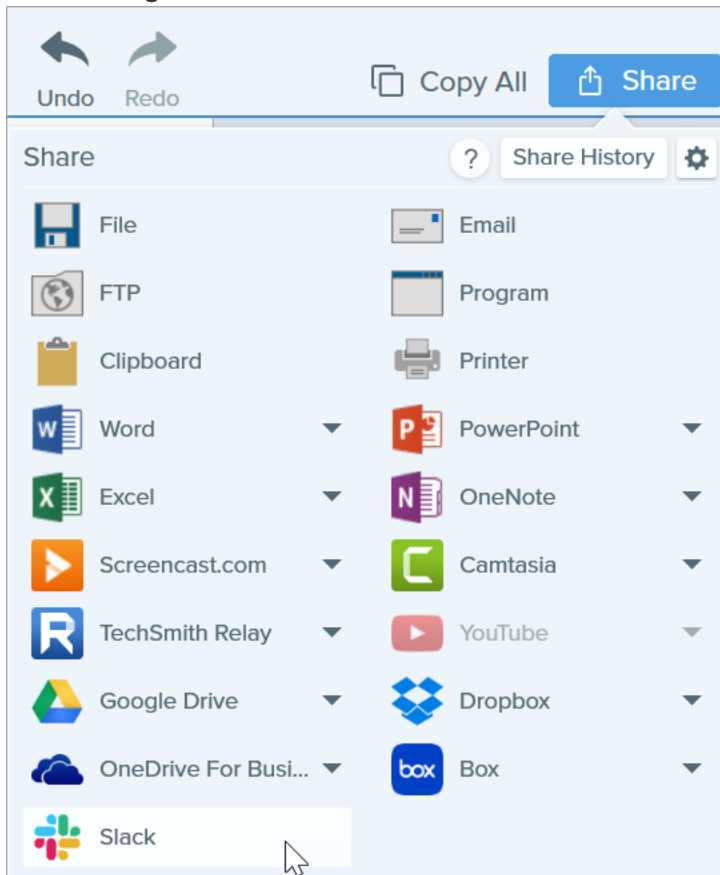 Undo
Redo
Copy All
Share
Share
?
Share History
File
Email
FTP
Program
Clipboard
Printer
W
Word
P
PowerPoint
X
Excel
N
OneNote
Screencast.com
C
Camtasia
R
TechSmith Relay
YouTube
Google Drive
Dropbox
OneDrive For Busi...
box
Box
Slack